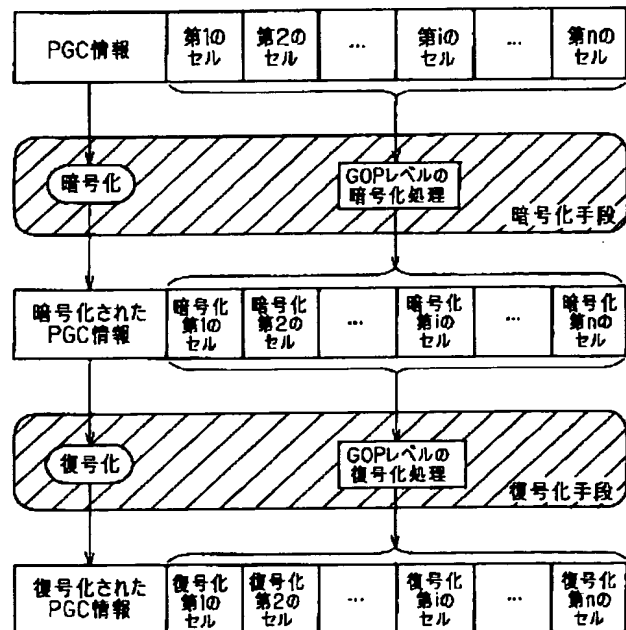 PGC情報
第1の
セル
第2の
セル
...
第iの
セル
...
第nの
セル
暗号化
GOPレベルの
暗号化処理
暗号化手段
暗号化された
PGC情報
暗号化
第1の
セル
暗号化
第2の
セル
...
暗号化
第iの
セル
...
暗号化
第nの
セル
復号化
GOPレベルの
復号化処理
復号化手段
復号化された
PGC情報
復号化
第1の
セル
復号化
第2の
セル
...
復号化
第iの
セル
...
復号化
第nの
セル